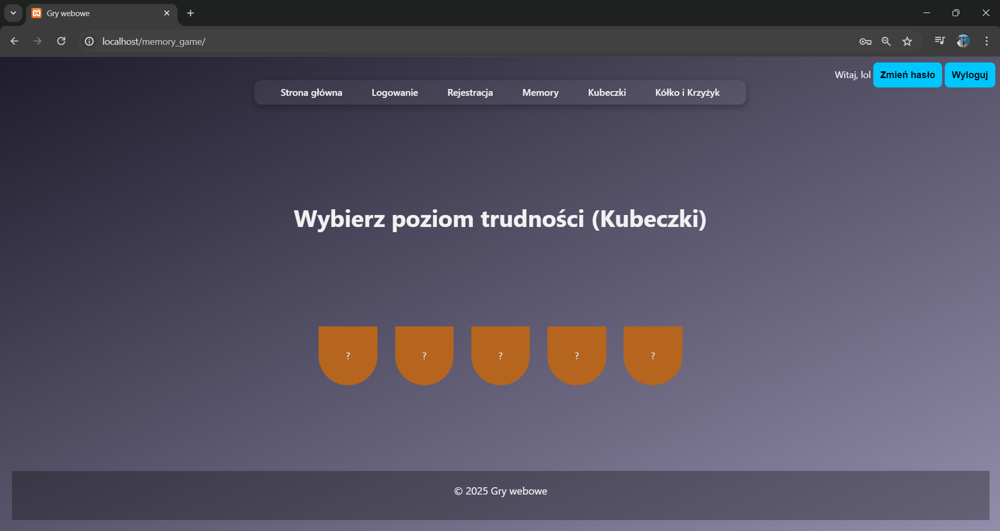 Gry webowe
localhost/memory_game/
Witaj, lol Zmień hasło Wyloguj
Strona główna Logowanie Rejestracja Memory Kubeczki Kółko i Krzyżyk
Wybierz poziom trudności (Kubeczki)
? ? ? ? ?
© 2025 Gry webowe